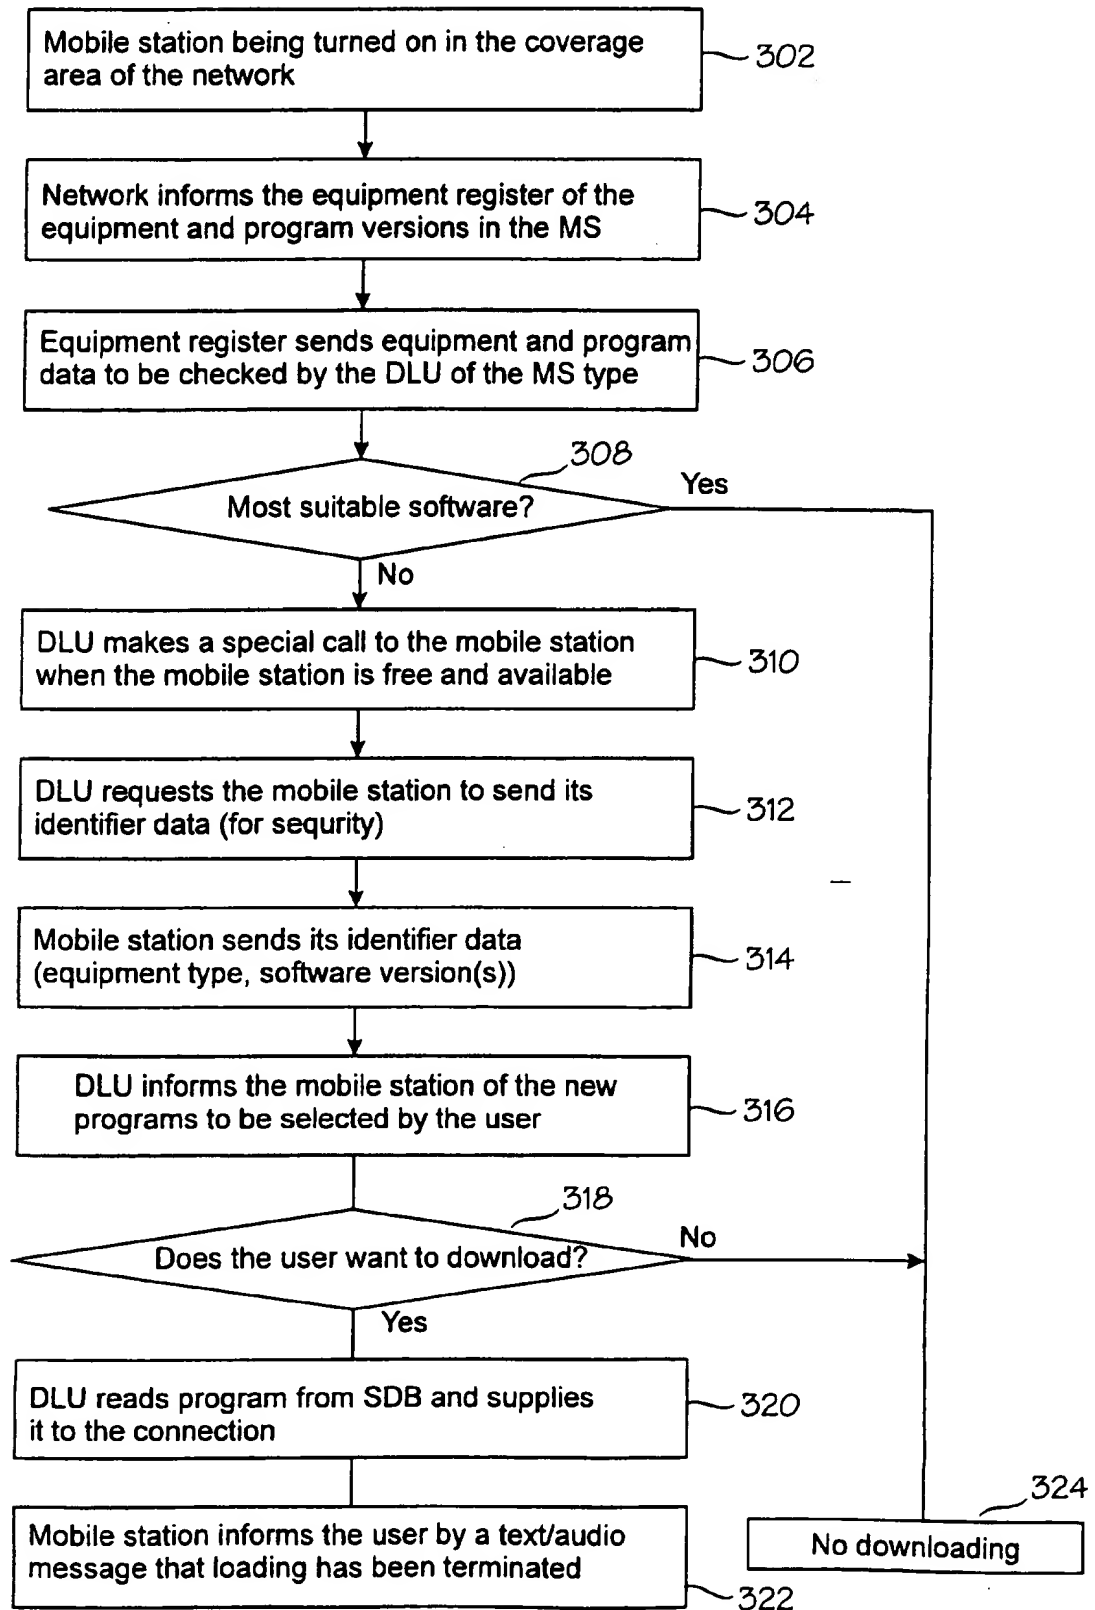 Mobile station being turned on in the coverage
area of the network
302
Network informs the equipment register of the
equipment and program versions in the MS
304
Equipment register sends equipment and program
data to be checked by the DLU of the MS type
306
308
Most suitable software?
Yes
No
DLU makes a special call to the mobile station
when the mobile station is free and available
310
DLU requests the mobile station to send its
identifier data (for sequrity)
312
Mobile station sends its identifier data
(equipment type, software version(s))
314
DLU informs the mobile station of the new
programs to be selected by the user
316
318
Does the user want to download?
No
Yes
DLU reads program from SDB and supplies
it to the connection
320
Mobile station informs the user by a text/audio
message that loading has been terminated
322
324
No downloading